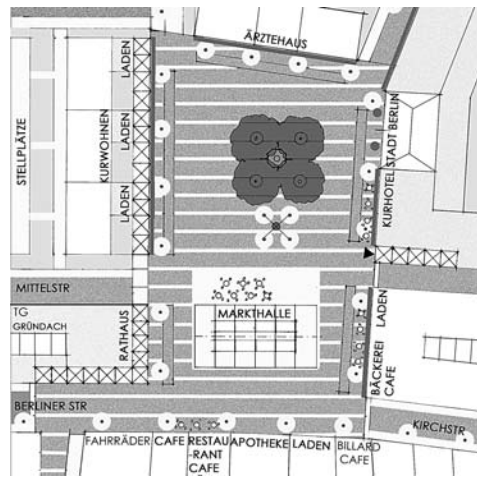 ÄRZTEHAUS
STELLPLÄTZE
KURWOHNEN
LADEN
LADEN
LADEN
KURHOTEL STADT BERLIN
MITTELSTR
TG
GRÜNDACH
RATHAUS
MARKTHALLE
LADEN
BÄCKEREI
CAFE
BERLINER STR
KIRCHSTR
FAHRRÄDER
CAFE
RESTAU
-RANT
CAFE
APOTHEKE
LADEN
BILLARD
CAFE